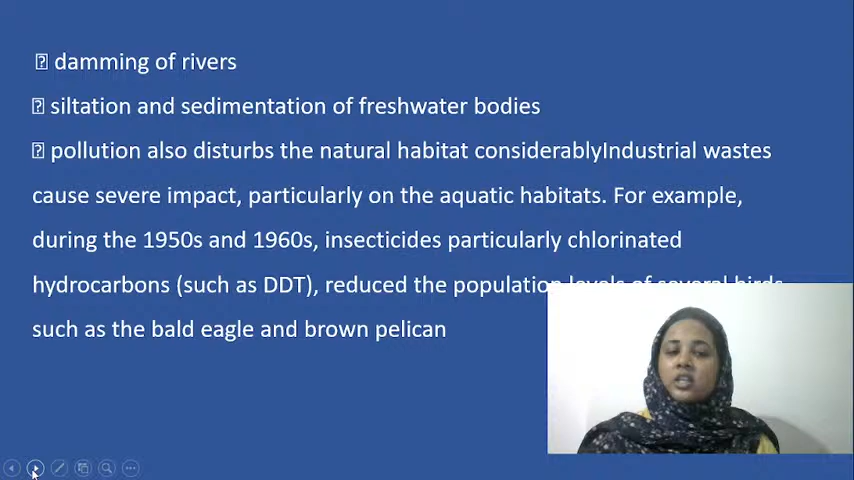 damming of rivers
siltation and sedimentation of freshwater bodies
pollution also disturbs the natural habitat considerablyIndustrial wastes
cause severe impact, particularly on the aquatic habitats. For example,
during the 1950s and 1960s, insecticides particularly chlorinated
hydrocarbons (such as DDT), reduced the population levels of several birds
such as the bald eagle and brown pelican